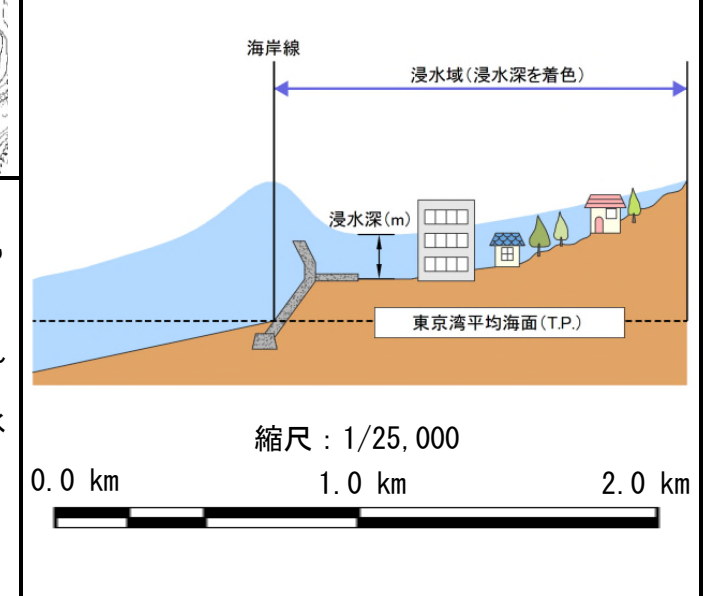 海岸線
浸水域(浸水深を着色)
浸水深(m)
東京湾平均海面(T.P.)
縮尺:1/25,000
0.0 km 1.0 km 2.0 km